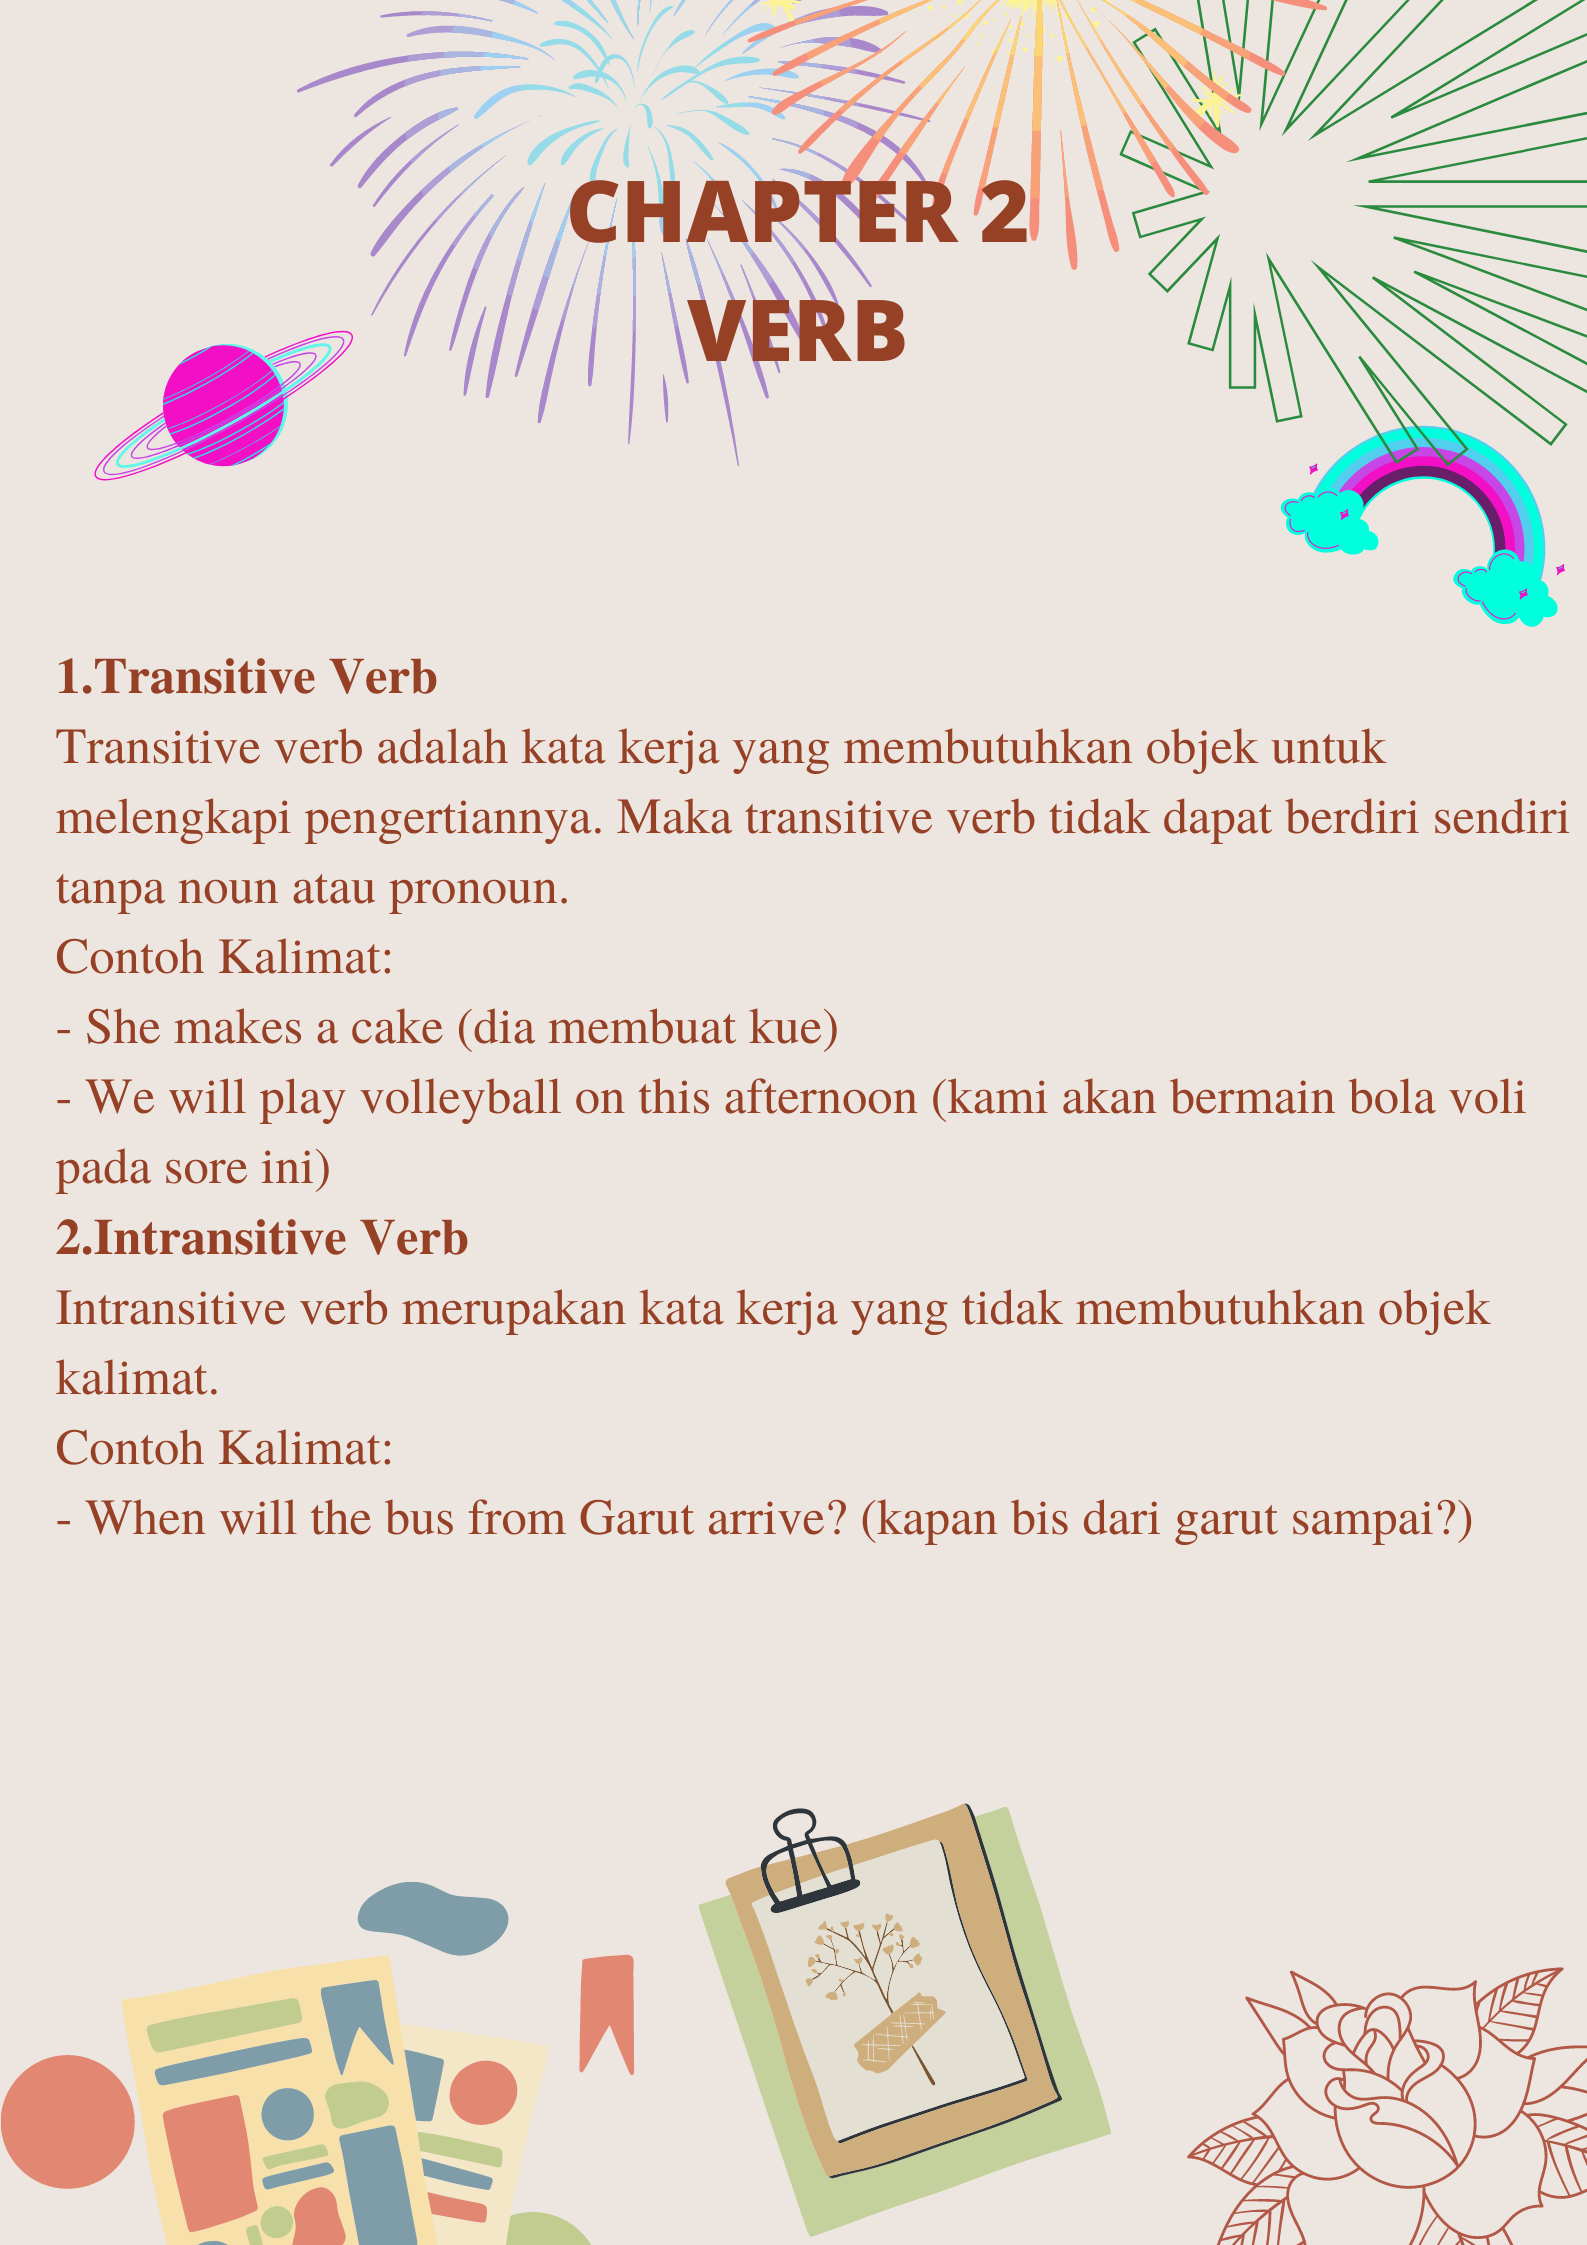 CHAPTER 2
VERB
1.Transitive Verb
Transitive verb adalah kata kerja yang membutuhkan objek untuk
melengkapi pengertiannya. Maka transitive verb tidak dapat berdiri sendiri
tanpa noun atau pronoun.
Contoh Kalimat:
- She makes a cake (dia membuat kue)
- We will play volleyball on this afternoon (kami akan bermain bola voli
pada sore ini)
2.Intransitive Verb
Intransitive verb merupakan kata kerja yang tidak membutuhkan objek
kalimat.
Contoh Kalimat:
- When will the bus from Garut arrive? (kapan bis dari garut sampai?)